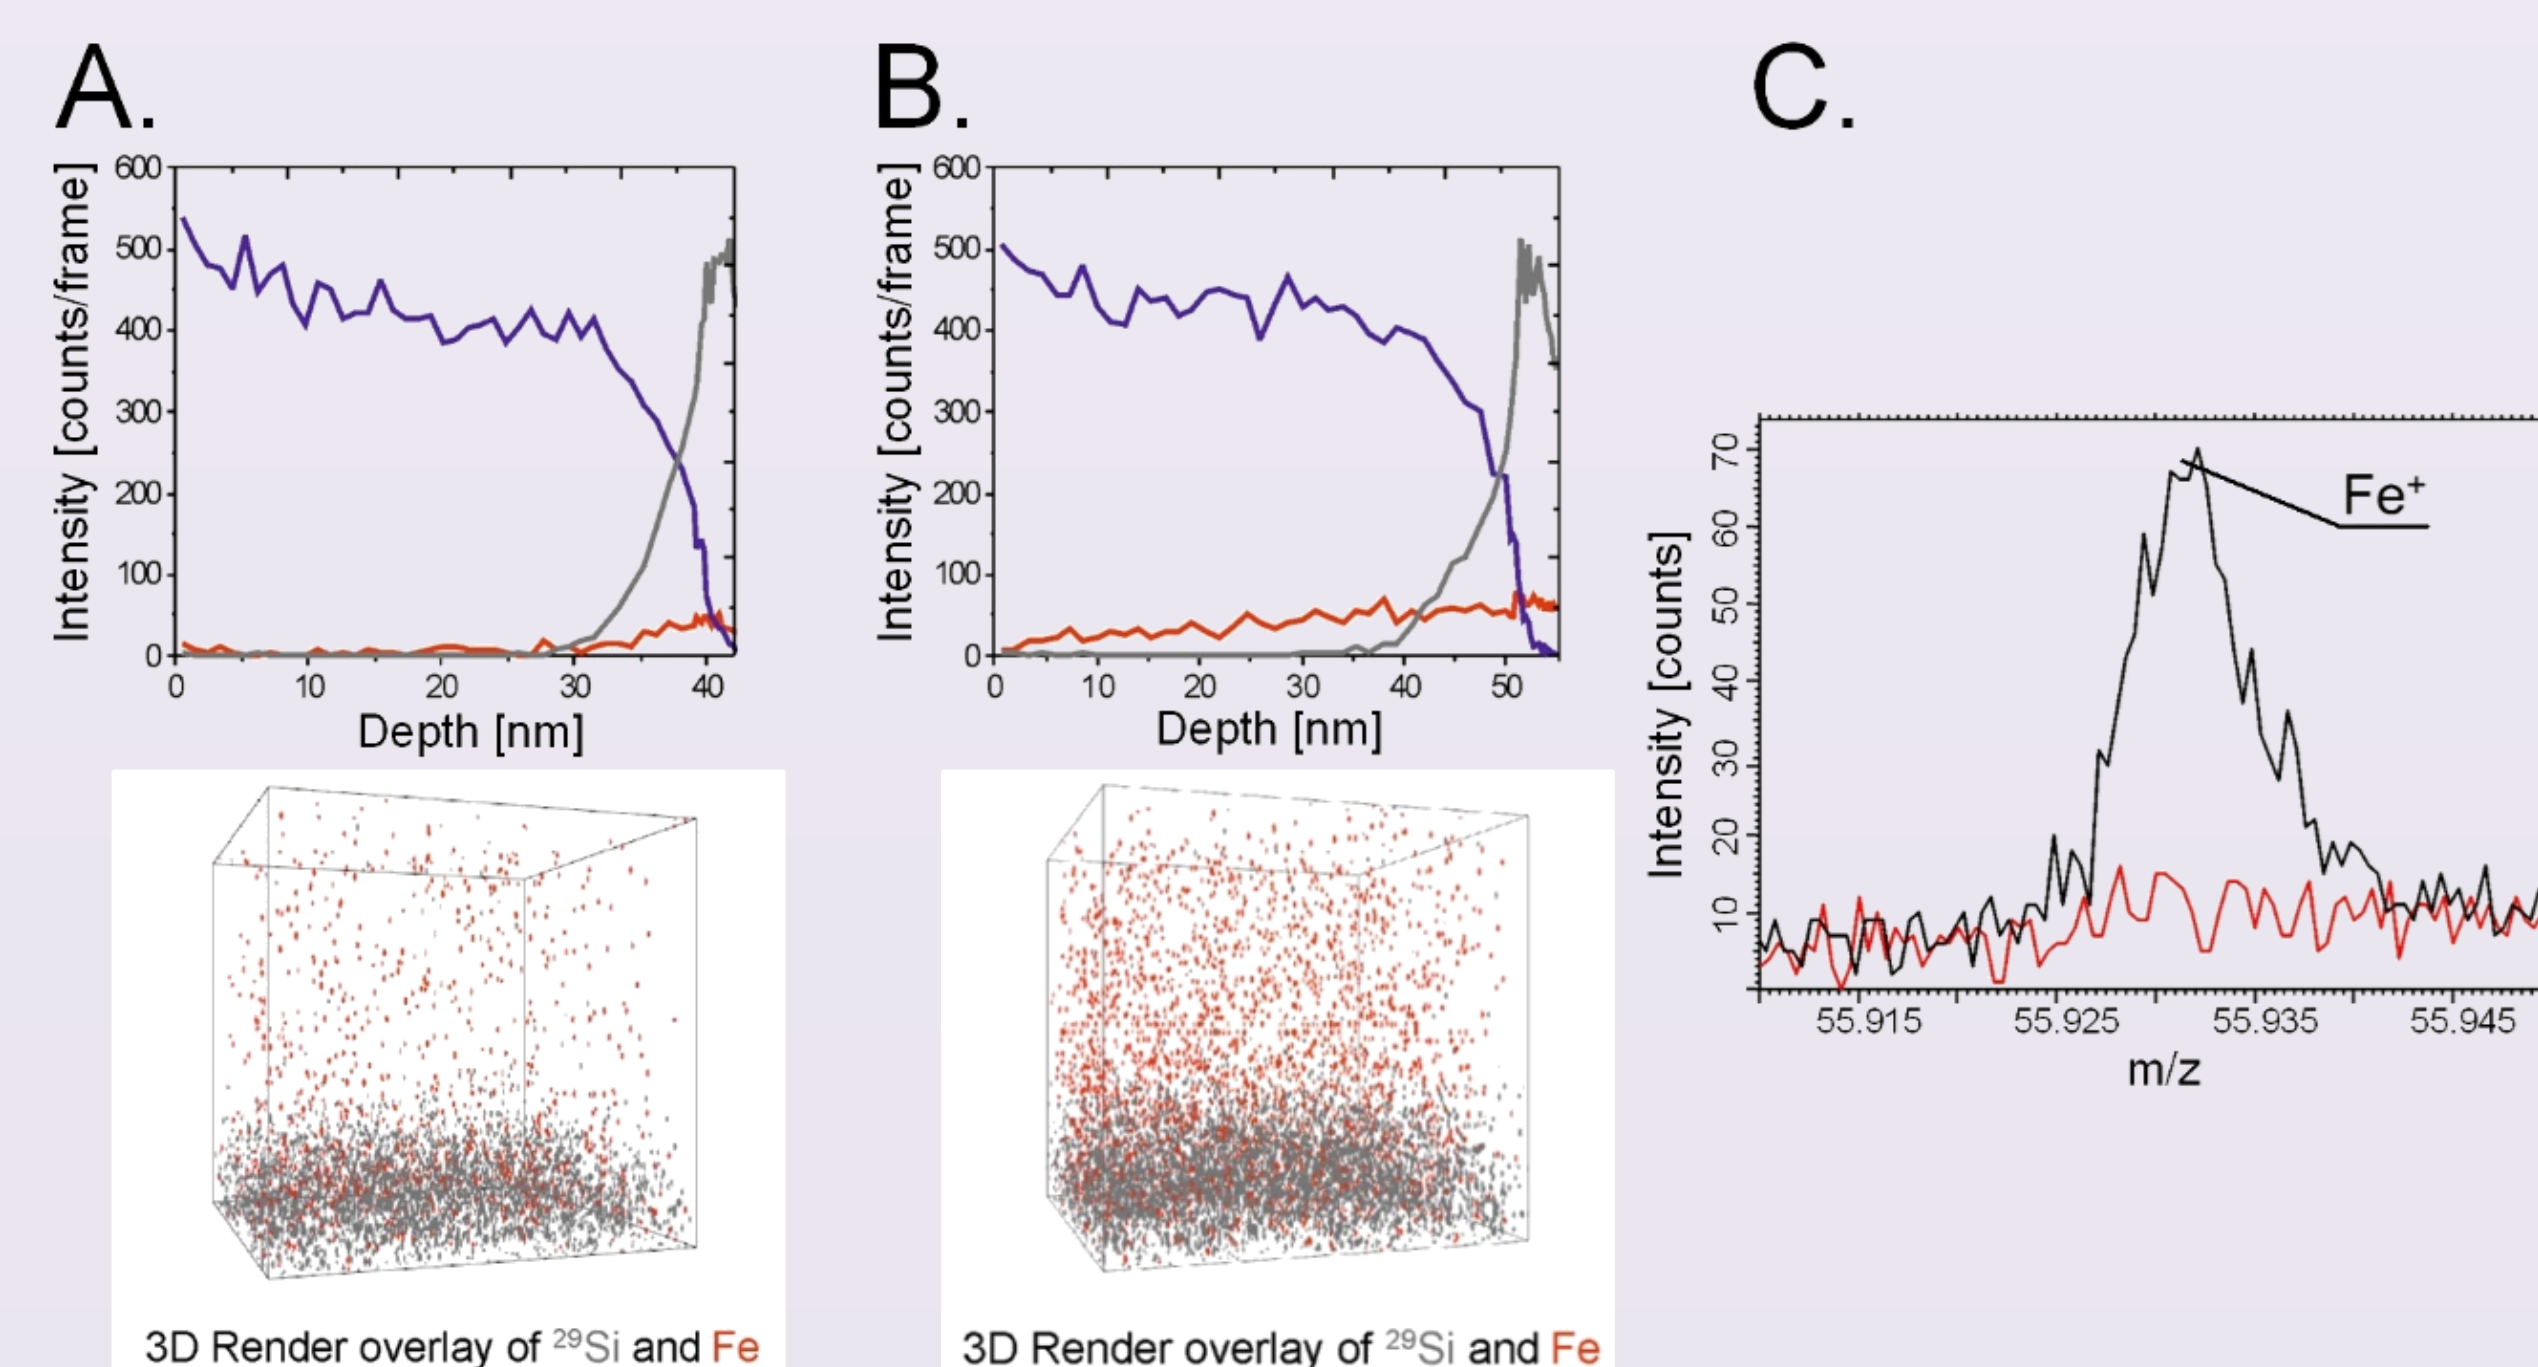 A.
B.
C.
Intensity [counts/frame]
600
500
400
300
200
100
0
0 10 20 30 40
Depth [nm]
3D Render overlay of ²⁹Si and Fe
Intensity [counts/frame]
600
500
400
300
200
100
0
0 10 20 30 40 50
Depth [nm]
3D Render overlay of ²⁹Si and Fe
Intensity [counts]
70
60
50
40
30
20
10
Fe⁺
55.915 55.925 55.935 55.945
m/z